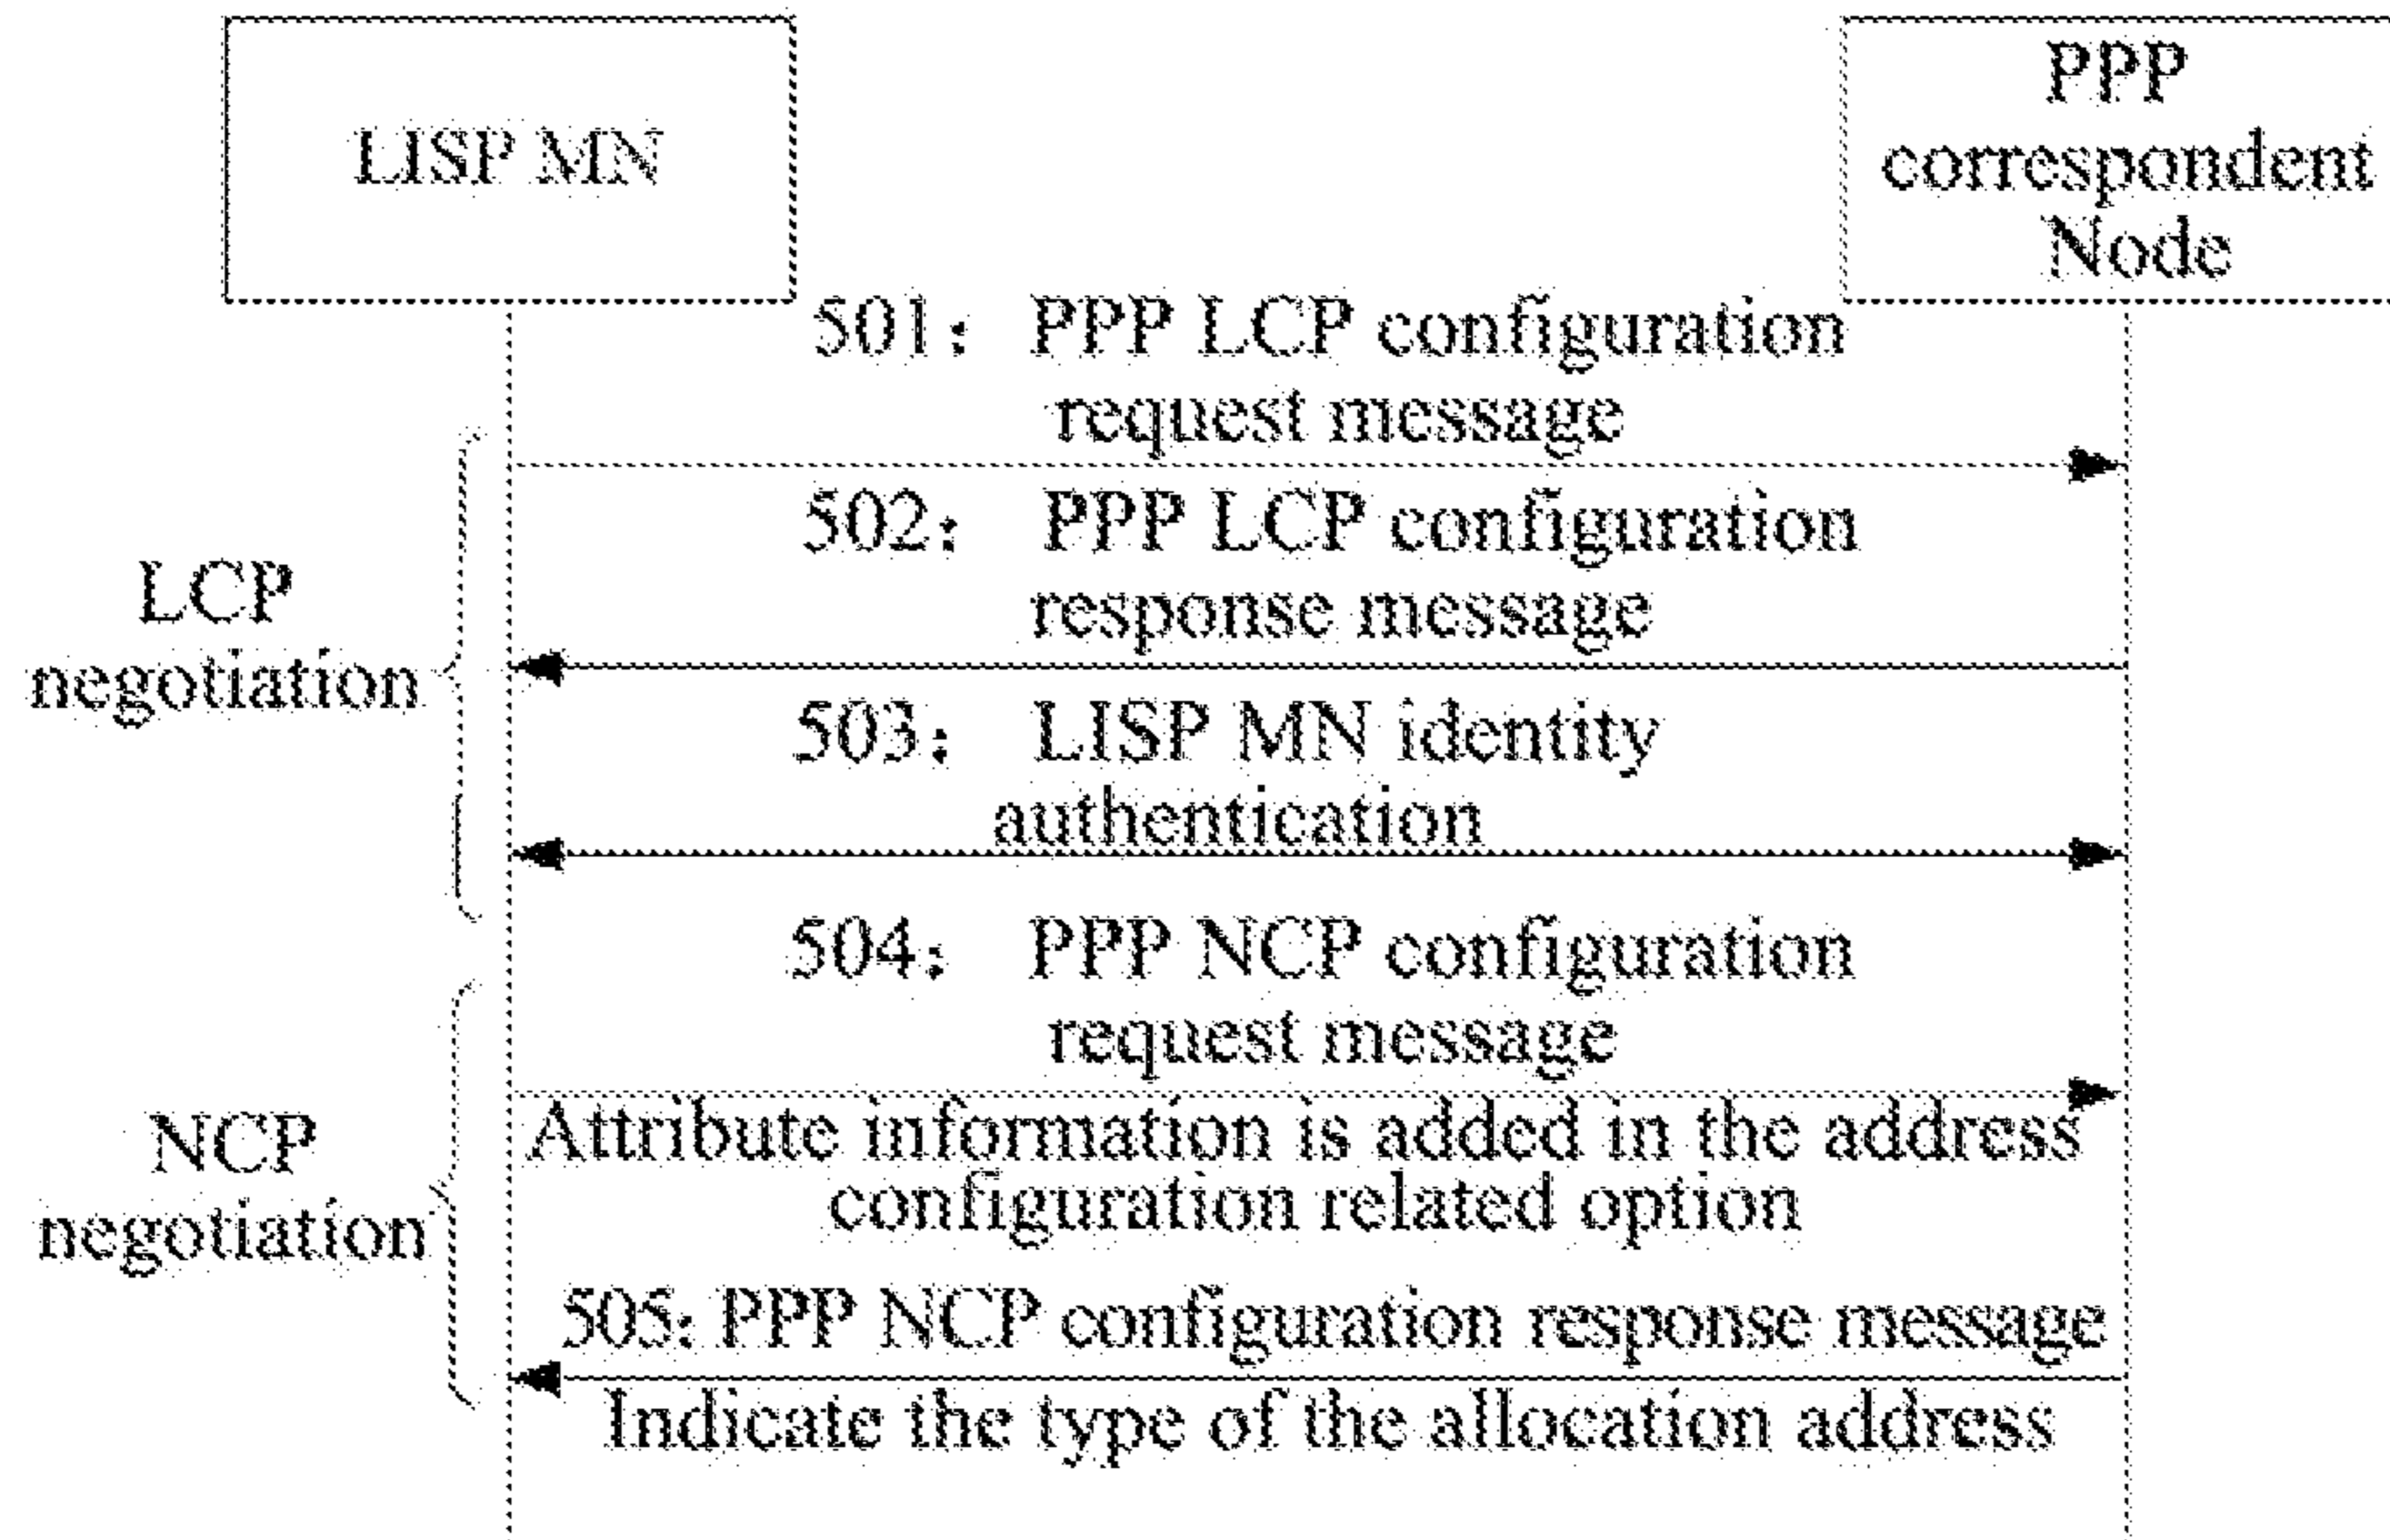 LISP MN
PPP
correspondent
Node
501: PPP LCP configuration
request message
502: PPP LCP configuration
response message
LCP
negotiation
503: LISP MN identity
authentication
504: PPP NCP configuration
request message
NCP
negotiation
Attribute information is added in the address
configuration related option
505: PPP NCP configuration response message
Indicate the type of the allocation address